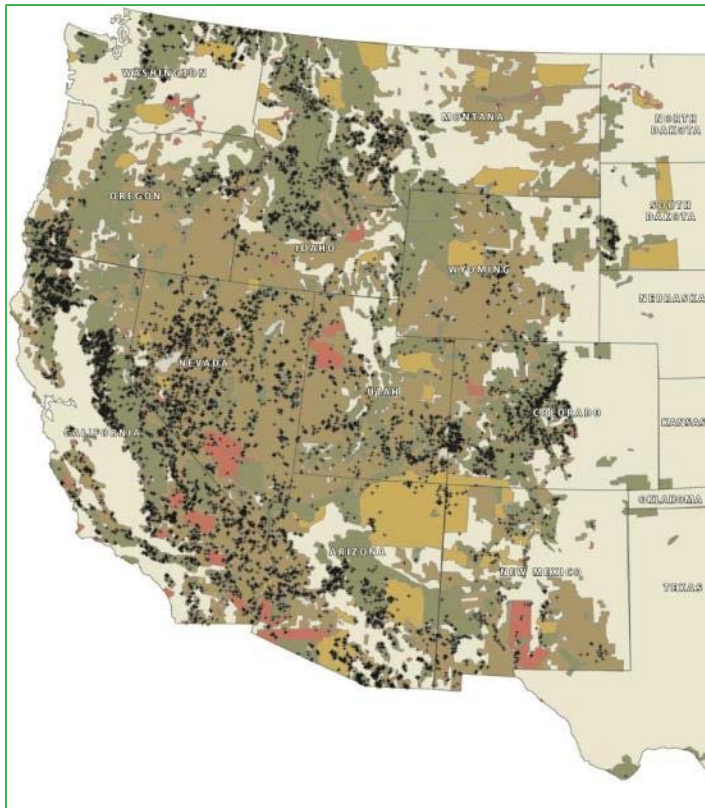 WASHINGTON
MONTANA
NORTH
DAKOTA
OREGON
SOUTH
DAKOTA
IDAHO
WYOMING
NEBRASKA
NEVADA
UTAH
COLORADO
KANSAS
CALIFORNIA
OKLAHOMA
ARIZONA
NEW MEXICO
TEXAS